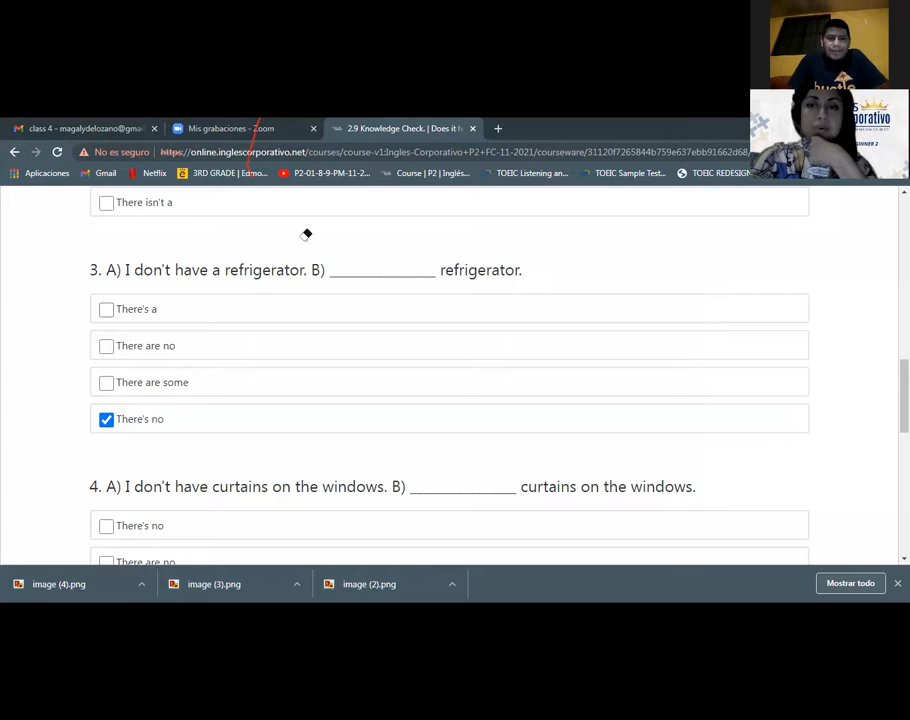 hustle
class 4 - magalydelozano@gmai
Mis grabaciones - Zoom
2.9 Knowledge Check. | Does it h
orporativo
No es seguro
https://online.inglescorporativo.net/courses/course-v1:Ingles-Corporativo+P2+FC-11-2021/courseware/31120f7265844b759e637ebb91662d68/
Aplicaciones
Gmail
Netflix
3RD GRADE | Edmo...
P2-01-8-9-PM-11-2...
Course | P2 | Inglés...
TOEIC Listening an...
TOEIC Sample Test...
TOEIC REDESIGN
There isn't a
3. A) I don't have a refrigerator. B) _______________ refrigerator.
There's a
There are no
There are some
There's no
4. A) I don't have curtains on the windows. B) _______________ curtains on the windows.
There's no
There are no
image (4).png
image (3).png
image (2).png
Mostrar todo